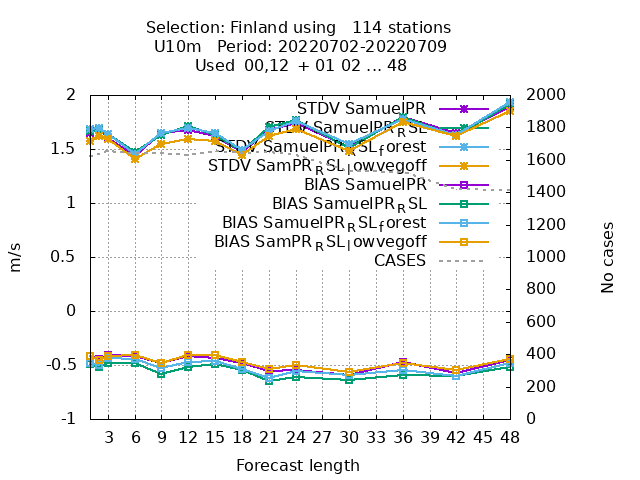 Selection: Finland using   114 stations
U10m   Period: 20220702-20220709
Used  00,12  + 01 02 ... 48
STDV SamuelPR
STDV SamuelPR_RSL
STDV SamuelPR_RSL_forest
STDV SamPR_RSL_lowvegoff
BIAS SamuelPR
BIAS SamuelPR_RSL
BIAS SamuelPR_RSL_forest
BIAS SamPR_RSL_lowvegoff
CASES
2
1.5
1
0.5
0
-0.5
-1
m/s
2000
1800
1600
1400
1200
1000
800
600
400
200
0
No cases
3 6 9 12 15 18 21 24 27 30 33 36 39 42 45 48
Forecast length